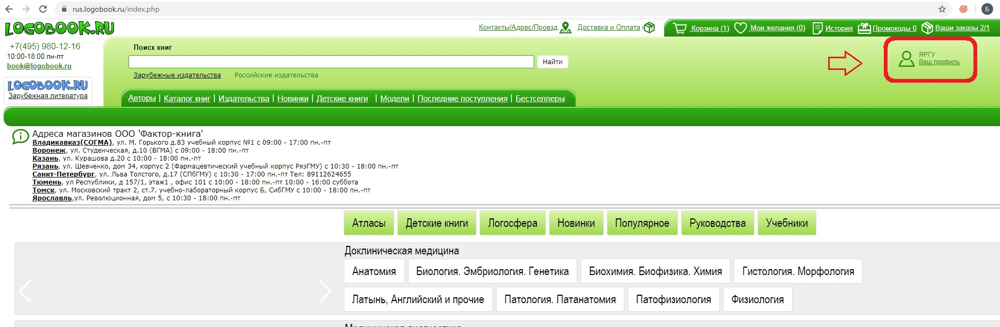 rus.logobook.ru/index.php
Б
LOGOBOOK.RU
Контакты/Адрес/Проезд
Доставка и Оплата
Корзина (1)
Мои желания (0)
История
Промокоды 0
Ваши заказы 2/1
+7(495) 980-12-16
10:00-18:00 пн-пт
book@logobook.ru
LOGOBOOK.RU
Зарубежная литература
Поиск книг
Найти
Зарубежные издательства
Российские издательства
ЯРГУ
Ваш профиль
Авторы | Каталог книг | Издательства | Новинки | Детские книги | Модели | Последние поступления | Бестселлеры
Адреса магазинов ООО 'Фактор-книга'
Владикавказ(СОГМА), ул. М. Горького д.83 учебный корпус №1 с 09:00 - 17:00 пн.-пт
Воронеж, ул. Студенческая, д.10 (ВГМА) с 09:00 - 18:00 пн.-пт
Казань, ул. Курашова д.20 с 10:00 - 18:00 пн.-пт
Рязань, ул. Шевченко, дом 34, корпус 2 (Фармацевтический учебный корпус РязГМУ) с 10:30 - 18:00 пн.-пт
Санкт-Петербург, ул. Льва Толстого, д.17 (СПбГМУ) с 10:30 - 17:00 пн.-пт Тел: 89112624655
Тюмень, ул Республики, д 157/1, этаж1 , офис 101 с 10:00 - 18:00 пн.-пт 10:00 - 16:00 суббота
Томск, ул. Московский тракт 2, ст.7. учебно-лабораторный корпус Б, СибГМУ с 10:00 - 18:00 пн.-пт
Ярославль,ул. Революционная, дом 5, с 10:30 - 18:00 пн.-пт
Атласы
Детские книги
Логосфера
Новинки
Популярное
Руководства
Учебники
Доклиническая медицина
Анатомия
Биология. Эмбриология. Генетика
Биохимия. Биофизика. Химия
Гистология. Морфология
Латынь, Английский и прочие
Патология. Патанатомия
Патофизиология
Физиология